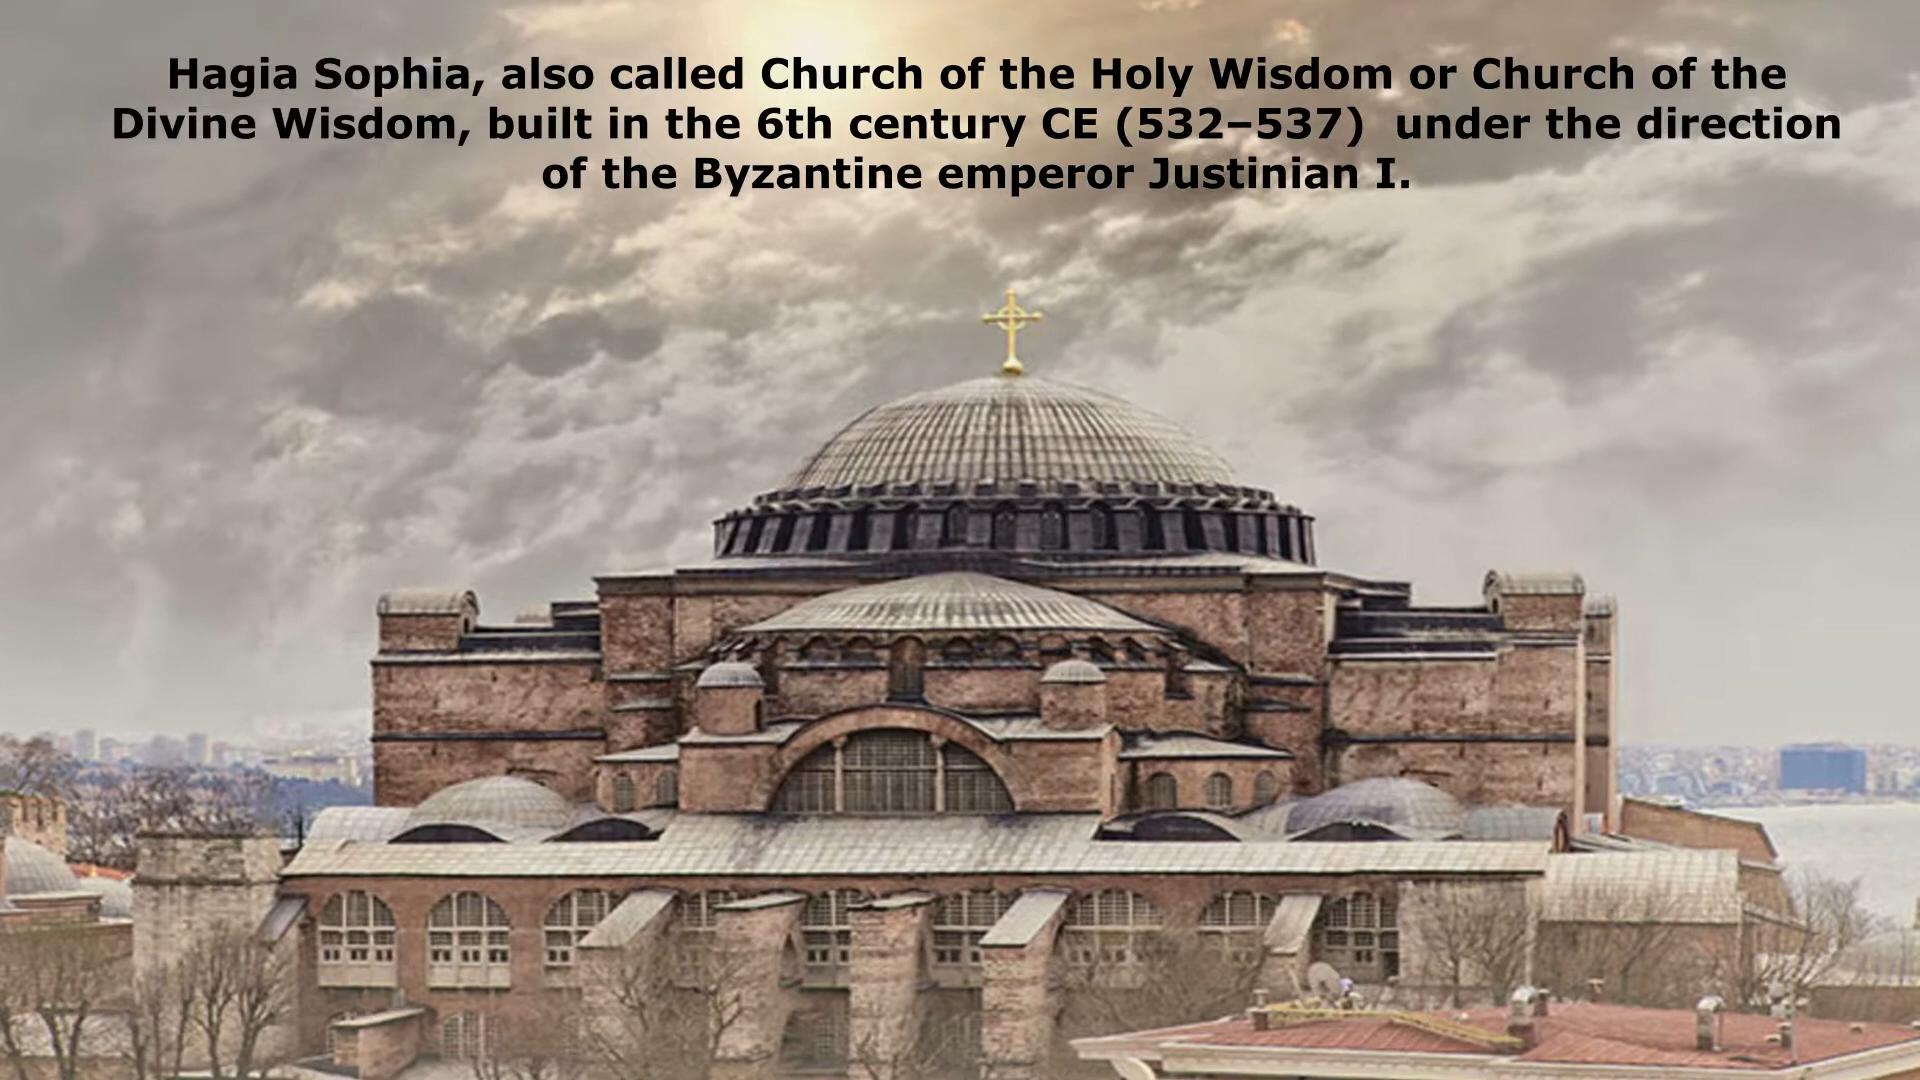 Hagia Sophia, also called Church of the Holy Wisdom or Church of the
Divine Wisdom, built in the 6th century CE (532–537)  under the direction
of the Byzantine emperor Justinian I.